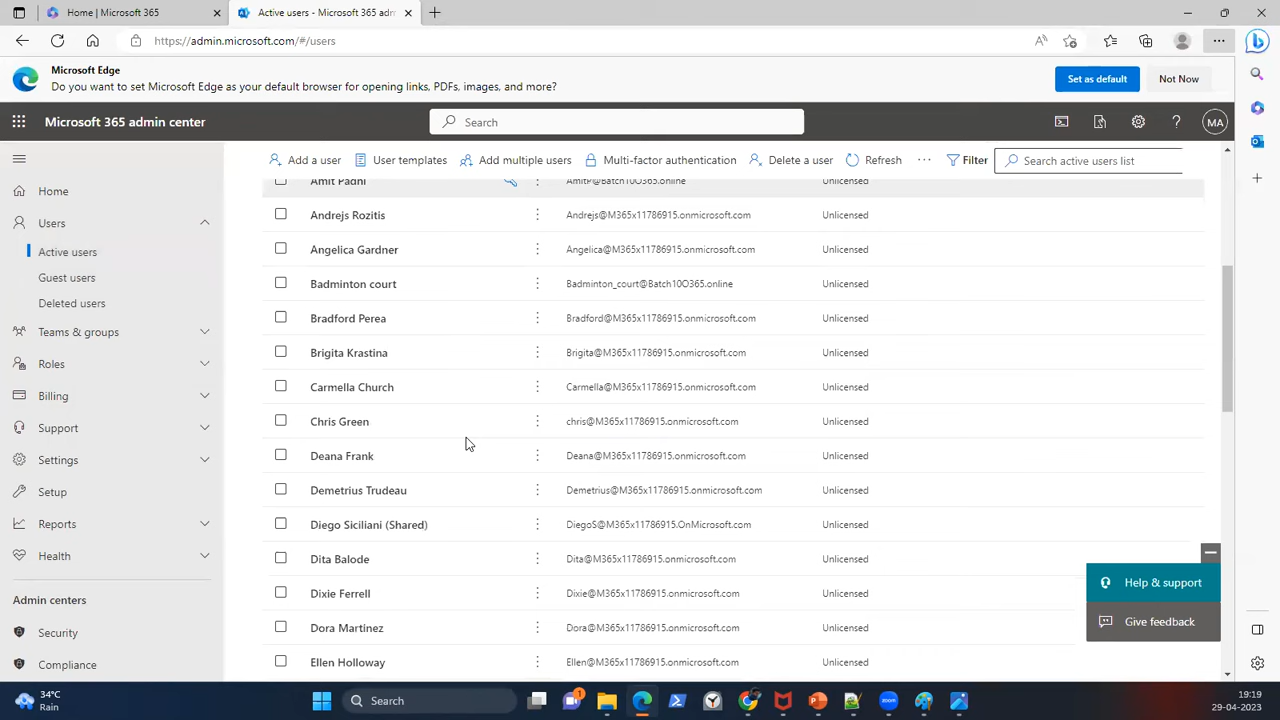 Home | Microsoft 365
Active users - Microsoft 365 adm
https://admin.microsoft.com/#/users
Microsoft Edge
Do you want to set Microsoft Edge as your default browser for opening links, PDFs, images, and more?
Set as default
Not Now
Microsoft 365 admin center
Search
MA
Add a user
User templates
Add multiple users
Multi-factor authentication
Delete a user
Refresh
Filter
Search active users list
Home
Users
Active users
Guest users
Deleted users
Teams & groups
Roles
Billing
Support
Settings
Setup
Reports
Health
Admin centers
Security
Compliance
Amit Padhi AmitP@Batch10O365.online Unlicensed
Andrejs Rozitis Andrejs@M365x11786915.onmicrosoft.com Unlicensed
Angelica Gardner Angelica@M365x11786915.onmicrosoft.com Unlicensed
Badminton court Badminton_court@Batch10O365.online Unlicensed
Bradford Perea Bradford@M365x11786915.onmicrosoft.com Unlicensed
Brigita Krastina Brigita@M365x11786915.onmicrosoft.com Unlicensed
Carmella Church Carmella@M365x11786915.onmicrosoft.com Unlicensed
Chris Green chris@M365x11786915.onmicrosoft.com Unlicensed
Deana Frank Deana@M365x11786915.onmicrosoft.com Unlicensed
Demetrius Trudeau Demetrius@M365x11786915.onmicrosoft.com Unlicensed
Diego Siciliani (Shared) DiegoS@M365x11786915.OnMicrosoft.com Unlicensed
Dita Balode Dita@M365x11786915.onmicrosoft.com Unlicensed
Dixie Ferrell Dixie@M365x11786915.onmicrosoft.com Unlicensed
Dora Martinez Dora@M365x11786915.onmicrosoft.com Unlicensed
Ellen Holloway Ellen@M365x11786915.onmicrosoft.com Unlicensed
Help & support
Give feedback
34°C
Rain
Search
1
zoom
19:19
29-04-2023